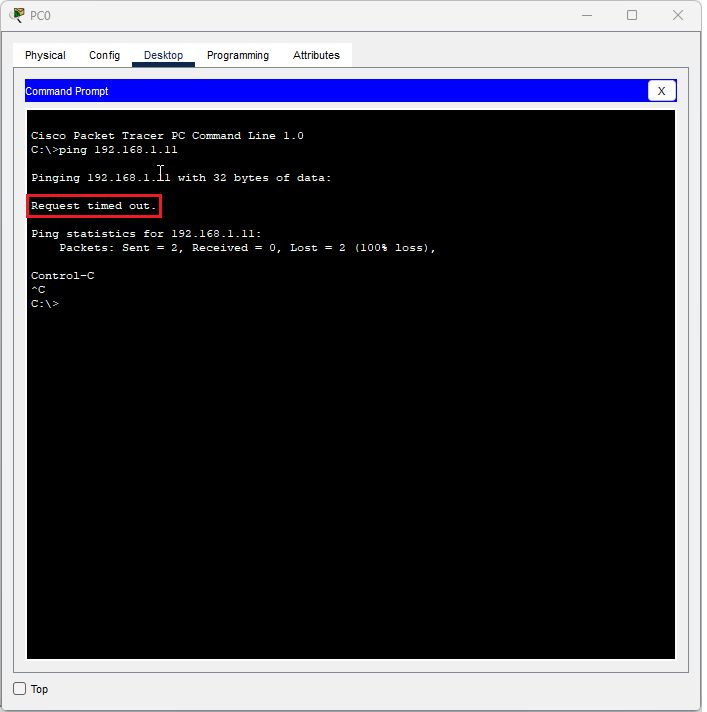 PC0
Physical Config Desktop Programming Attributes
Command Prompt X
Cisco Packet Tracer PC Command Line 1.0
C:\>ping 192.168.1.11
Pinging 192.168.1.11 with 32 bytes of data:
Request timed out.
Ping statistics for 192.168.1.11:
Packets: Sent = 2, Received = 0, Lost = 2 (100% loss),
Control-C
^C
C:\>
Top